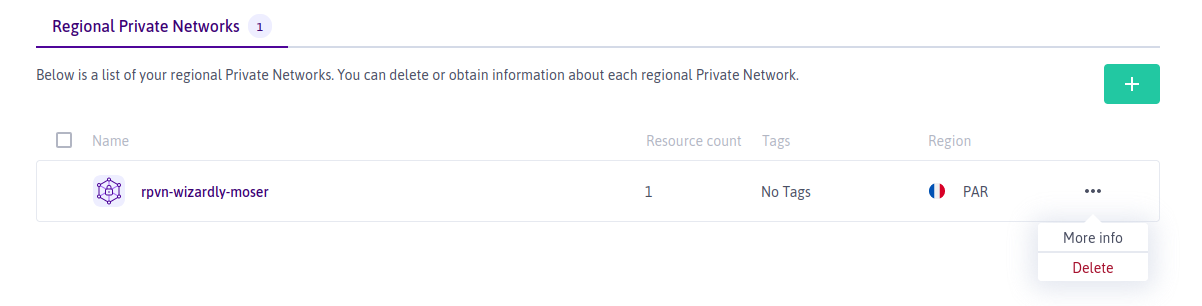 Regional Private Networks 1
Below is a list of your regional Private Networks. You can delete or obtain information about each regional Private Network.
Name Resource count Tags Region
rpvn-wizardly-moser 1 No Tags PAR
More info
Delete